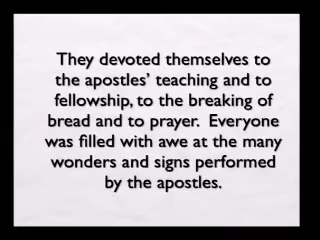 They devoted themselves to
the apostles’ teaching and to
fellowship, to the breaking of
bread and to prayer.  Everyone
was filled with awe at the many
wonders and signs performed
by the apostles.